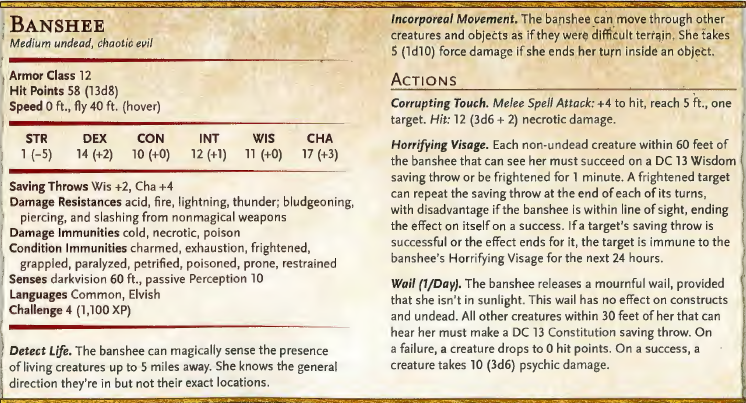 BANSHEE
Medium undead, chaotic evil
Armor Class 12
Hit Points 58 (13d8)
Speed 0 ft., fly 40 ft. (hover)
STR DEX CON INT WIS CHA
1 (−5) 14 (+2) 10 (+0) 12 (+1) 11 (+0) 17 (+3)
Saving Throws Wis +2, Cha +4
Damage Resistances acid, fire, lightning, thunder; bludgeoning,
piercing, and slashing from nonmagical weapons
Damage Immunities cold, necrotic, poison
Condition Immunities charmed, exhaustion, frightened,
grappled, paralyzed, petrified, poisoned, prone, restrained
Senses darkvision 60 ft., passive Perception 10
Languages Common, Elvish
Challenge 4 (1,100 XP)
Detect Life. The banshee can magically sense the presence
of living creatures up to 5 miles away. She knows the general
direction they're in but not their exact locations.
Incorporeal Movement. The banshee can move through other
creatures and objects as if they were difficult terrain. She takes
5 (1d10) force damage if she ends her turn inside an object.
ACTIONS
Corrupting Touch. Melee Spell Attack: +4 to hit, reach 5 ft., one
target. Hit: 12 (3d6 + 2) necrotic damage.
Horrifying Visage. Each non-undead creature within 60 feet of
the banshee that can see her must succeed on a DC 13 Wisdom
saving throw or be frightened for 1 minute. A frightened target
can repeat the saving throw at the end of each of its turns,
with disadvantage if the banshee is within line of sight, ending
the effect on itself on a success. If a target's saving throw is
successful or the effect ends for it, the target is immune to the
banshee's Horrifying Visage for the next 24 hours.
Wail (1/Day). The banshee releases a mournful wail, provided
that she isn't in sunlight. This wail has no effect on constructs
and undead. All other creatures within 30 feet of her that can
hear her must make a DC 13 Constitution saving throw. On
a failure, a creature drops to 0 hit points. On a success, a
creature takes 10 (3d6) psychic damage.